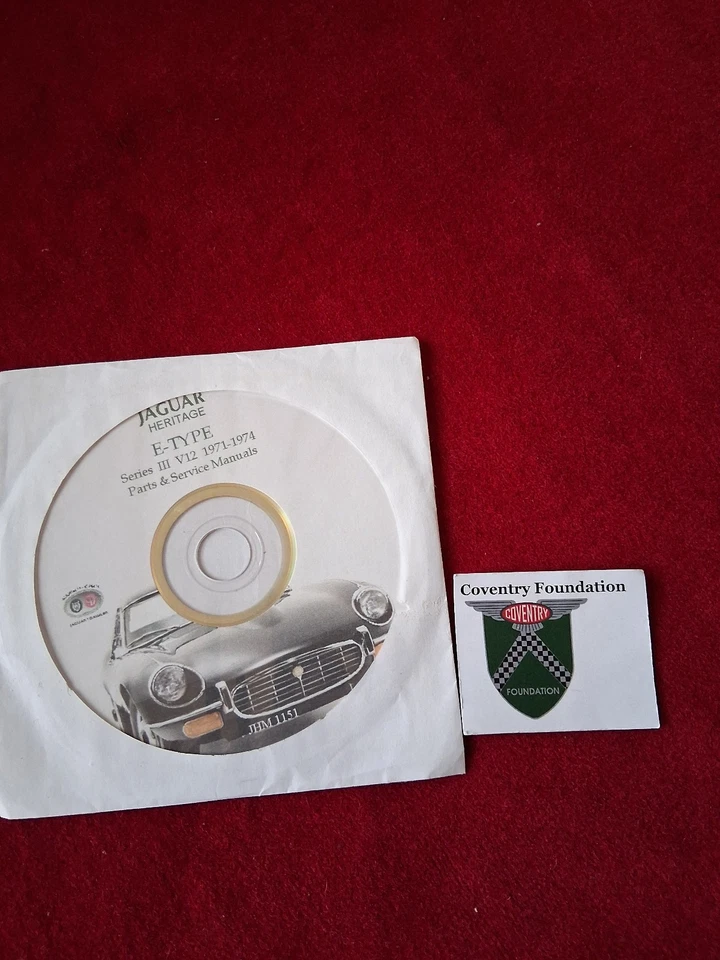 JAGUAR
HERITAGE
E-TYPE
Series III V12 1971-1974
Parts & Service Manuals
JHM 1151
Coventry Foundation
COVENTRY
FOUNDATION